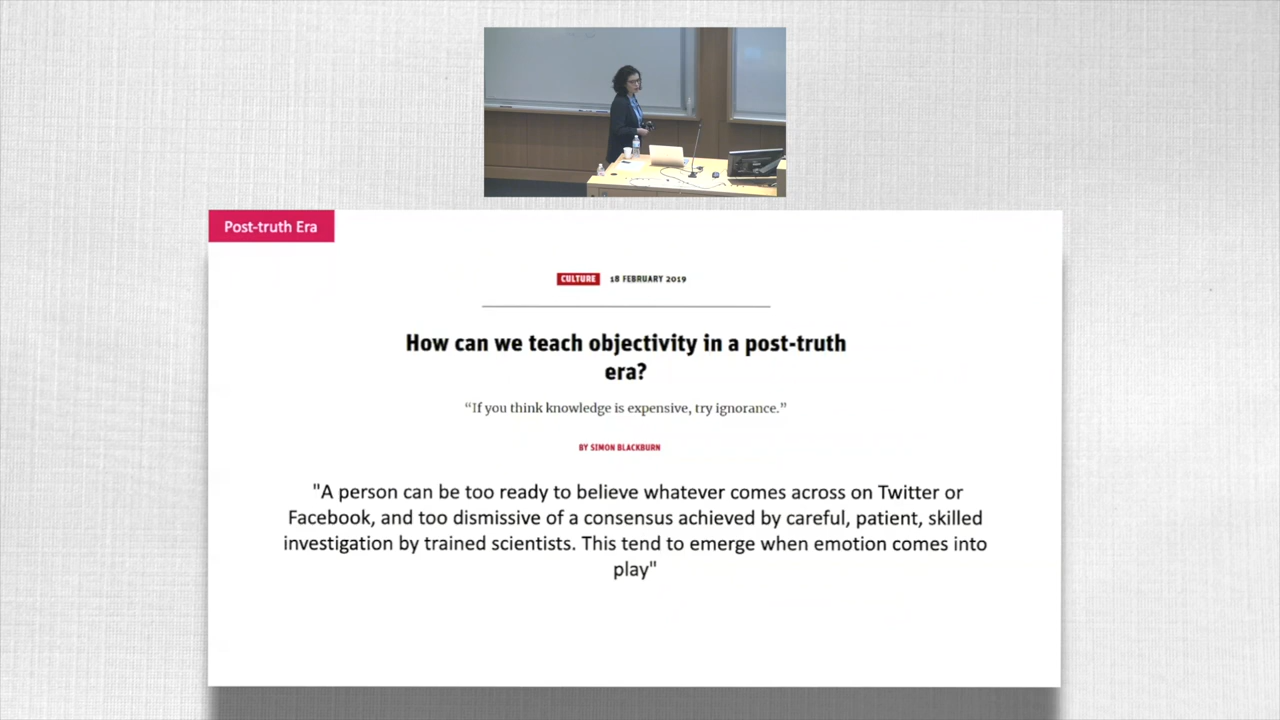 Post-truth Era
CULTURE 18 FEBRUARY 2019
How can we teach objectivity in a post-truth
era?
“If you think knowledge is expensive, try ignorance.”
BY SIMON BLACKBURN
"A person can be too ready to believe whatever comes across on Twitter or
Facebook, and too dismissive of a consensus achieved by careful, patient, skilled
investigation by trained scientists. This tend to emerge when emotion comes into
play"